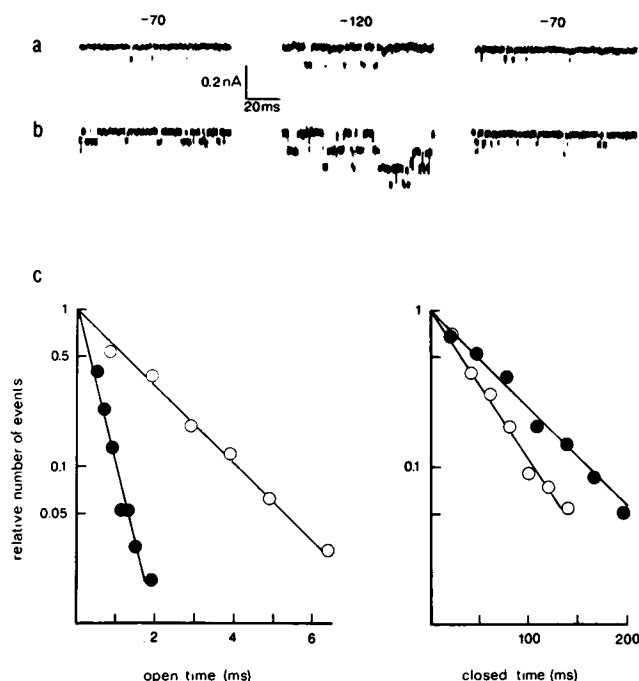 -70 -120 -70
a
0.2 nA
20ms
b
c
1
0.5
0.1
0.05
relative number of events
2 4 6
open time (ms)
1
0.1
100 200
closed time (ms)